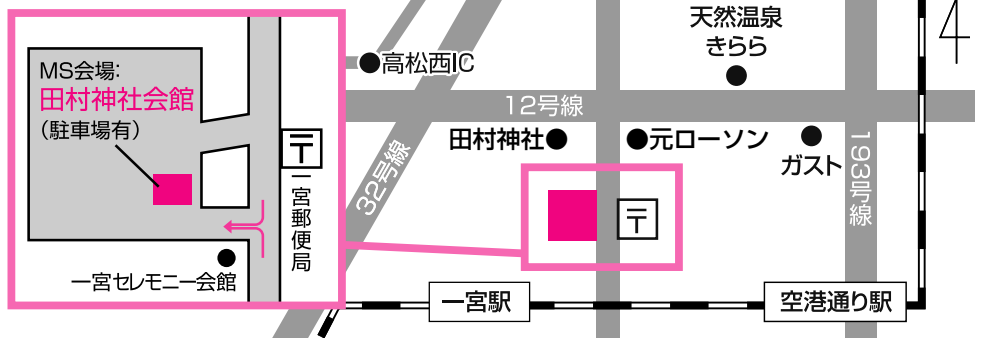 MS会場:
田村神社会館
（駐車場有）
〒
一宮郵便局
一宮セレモニー会館
高松西IC
天然温泉
きらら
12号線
田村神社
元ローソン
ガスト
32号線
193号線
〒
一宮駅
空港通り駅